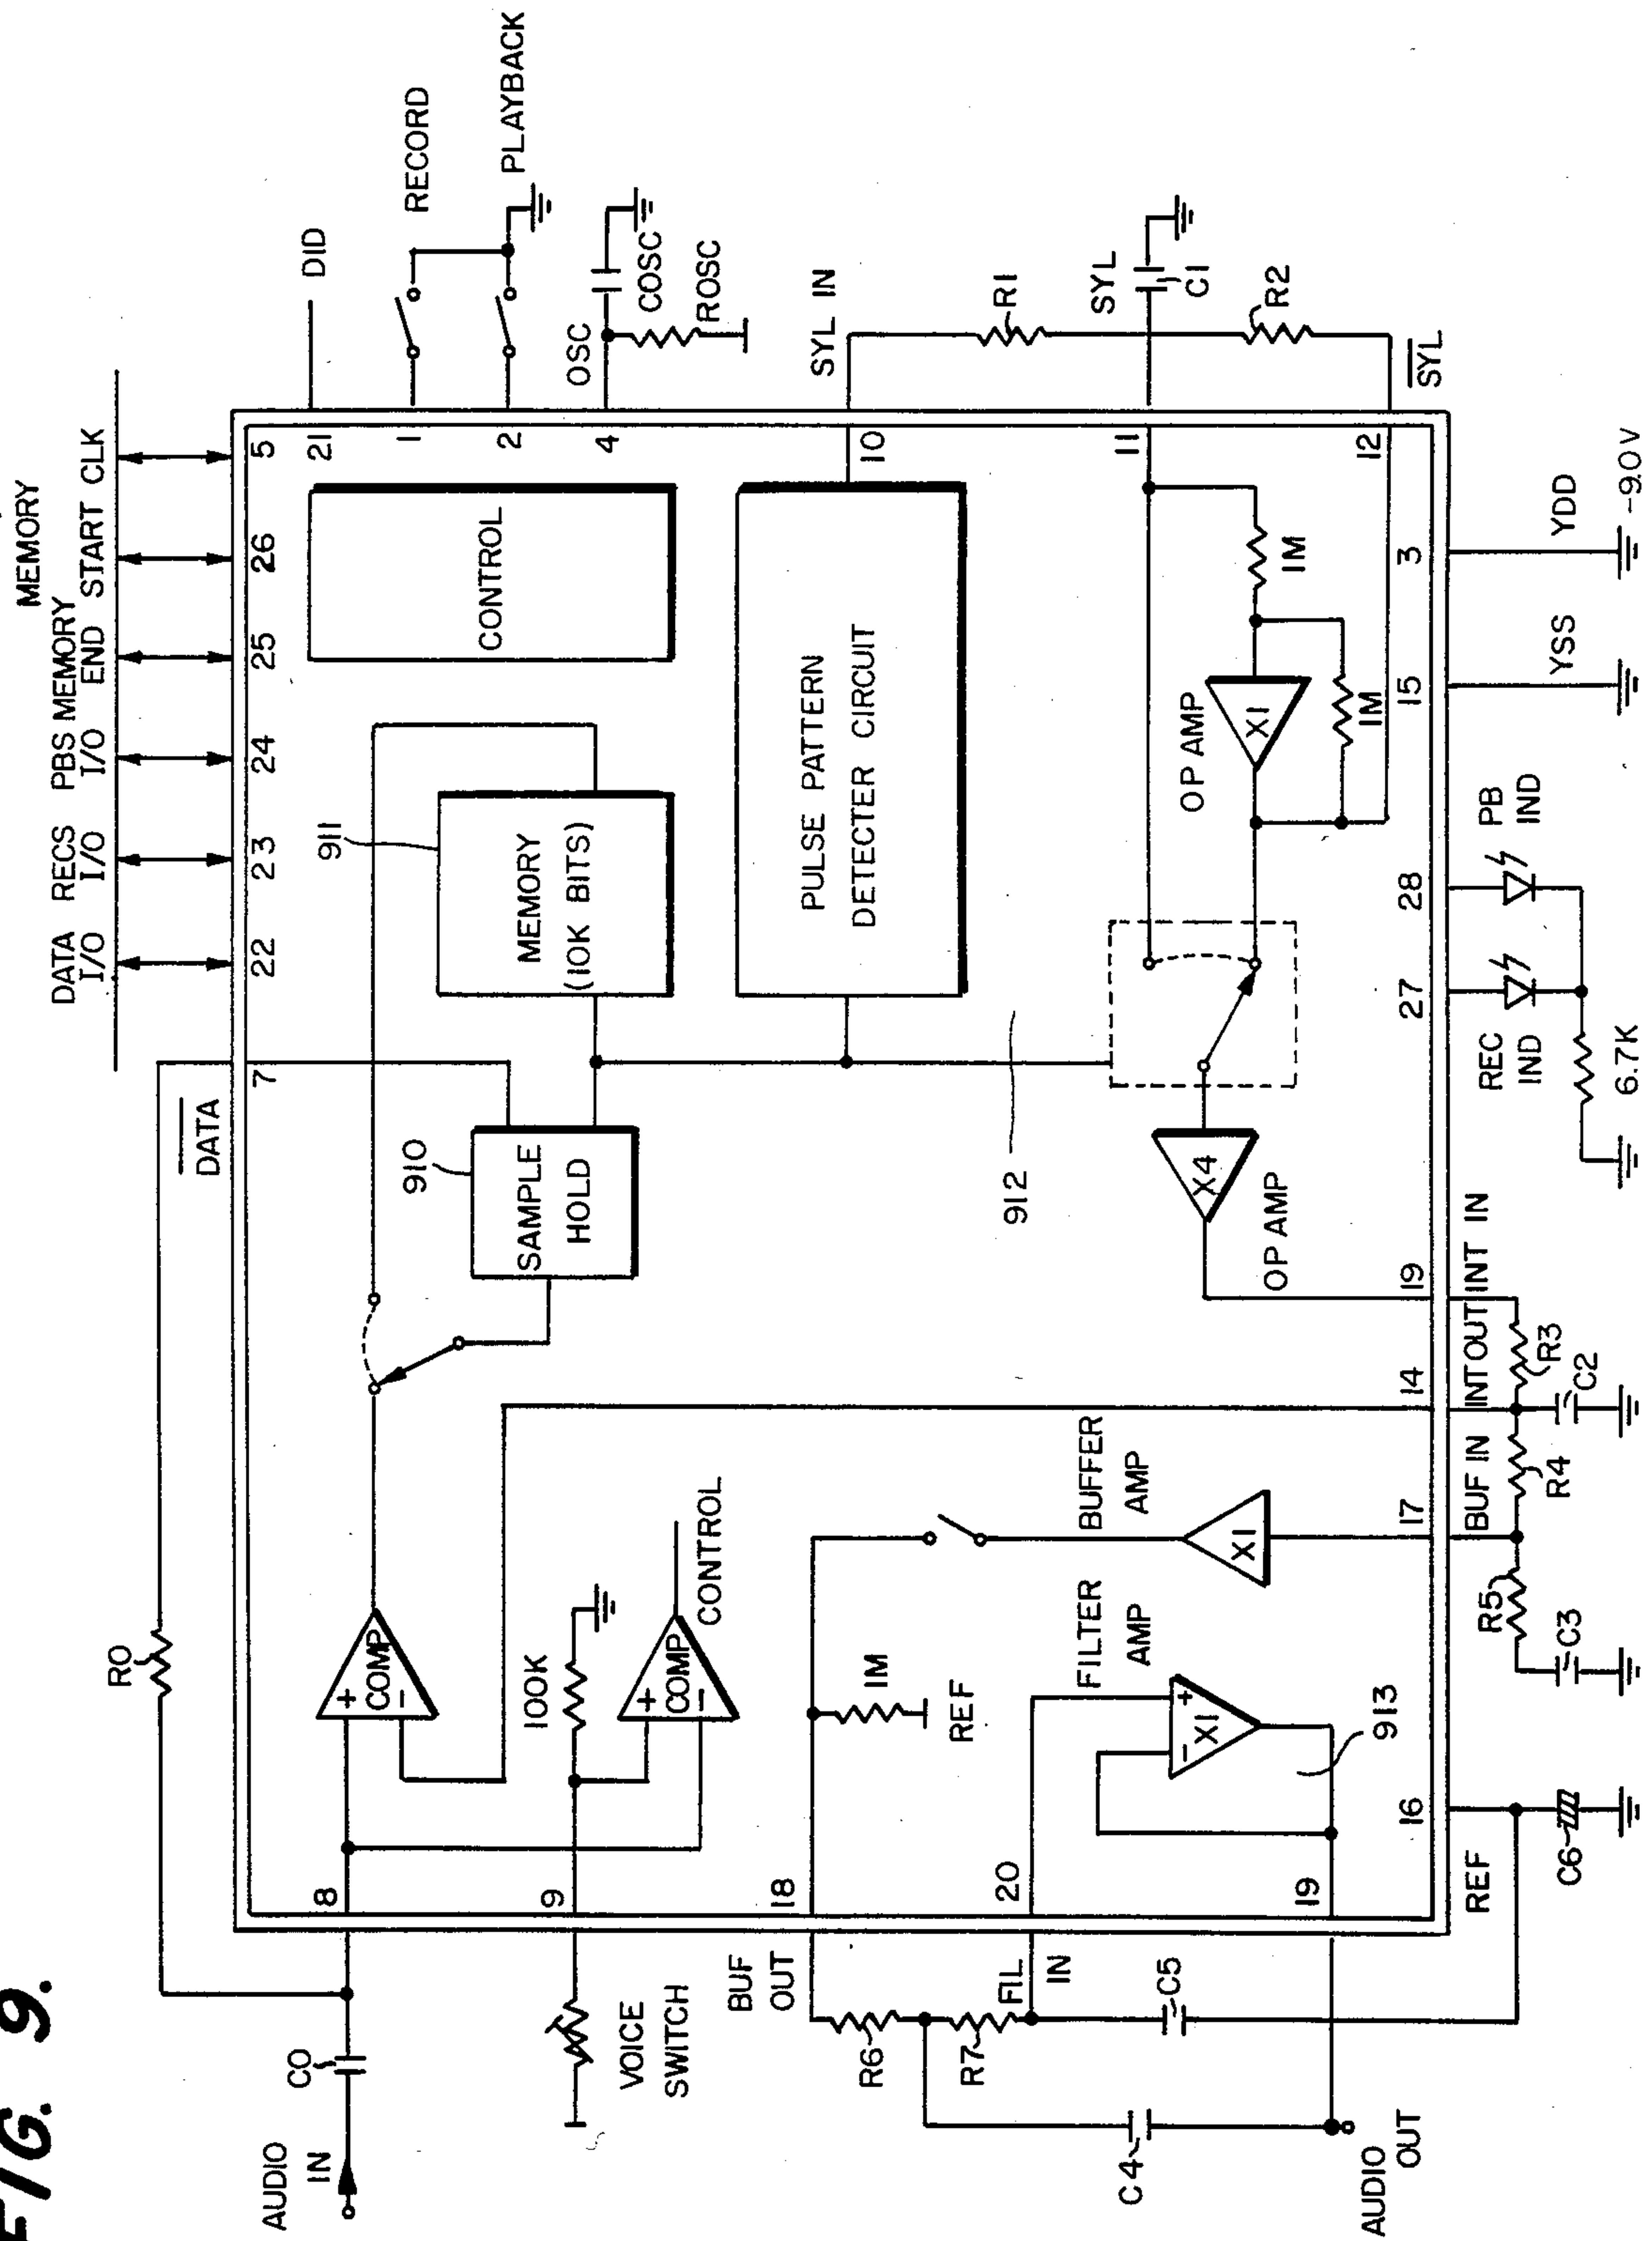 FIG. 9.
MEMORY
DATA RECS PBS MEMORY
I/O I/O I/O END START CLK
22 23 24 25 26 5
21 DID
1 RECORD
2 PLAYBACK
4 OSC
COSC
ROSC
10 SYL IN
R1
11 SYL
C1
R2
12 SYL
CONTROL
911
MEMORY
(10K BITS)
PULSE PATTERN
DETECTER CIRCUIT
7
DATA
RO
910
SAMPLE
HOLD
912
OP AMP
X1
1M
1M
X4
OP AMP
AUDIO
IN
CO
8
+
COMP
-
9
100K
+
COMP
-
CONTROL
VOICE
SWITCH
18
BUF
OUT
1M
REF
BUFFER
AMP
X1
FILTER
AMP
+
X1
-
913
20
FIL
IN
19
R6
R7
C5
C4
AUDIO
OUT
16
REF
C6
17
BUF IN
R5
C3
R4
14
INT OUT
C2
19
INT IN
R3
27
REC
IND
28
PB
IND
6.7K
15
YSS
3
YDD
-9.0V